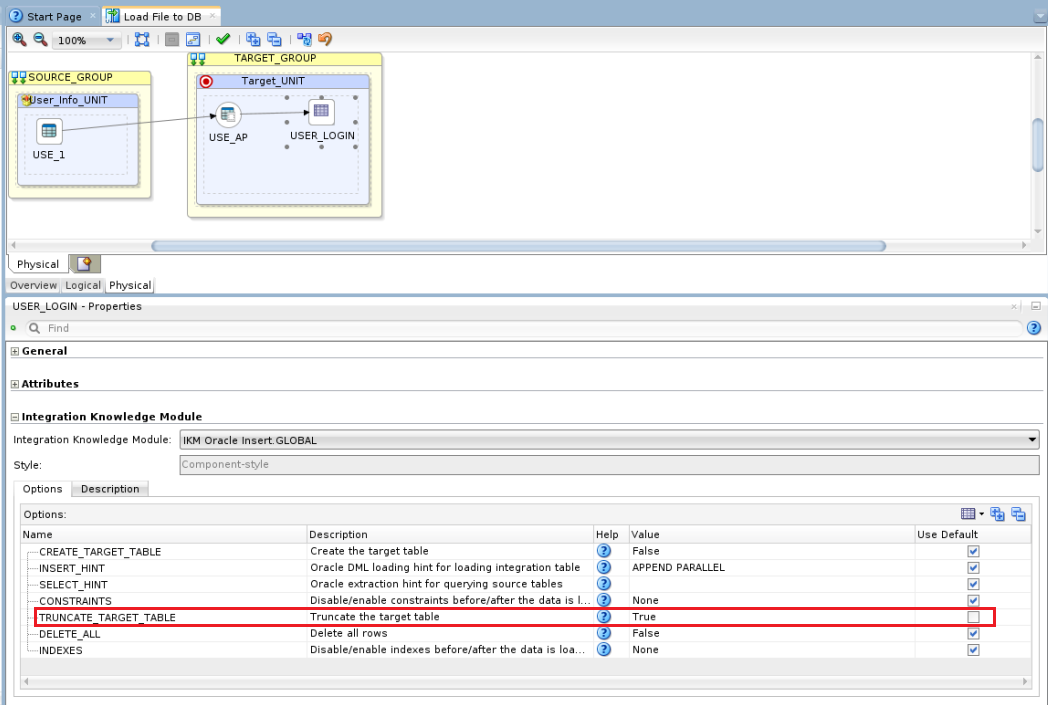 Start Page
Load File to DB
100%
TARGET_GROUP
SOURCE_GROUP
Target_UNIT
User_Info_UNIT
USE_AP
USER_LOGIN
USE_1
Physical
Overview Logical Physical
USER_LOGIN - Properties
Find
General
Attributes
Integration Knowledge Module
Integration Knowledge Module: IKM Oracle Insert.GLOBAL
Style: Component-style
Options Description
Options:
Name Description Help Value Use Default
CREATE_TARGET_TABLE Create the target table False
INSERT_HINT Oracle DML loading hint for loading integration table APPEND PARALLEL
SELECT_HINT Oracle extraction hint for querying source tables
CONSTRAINTS Disable/enable constraints before/after the data is l... None
TRUNCATE_TARGET_TABLE Truncate the target table True
DELETE_ALL Delete all rows False
INDEXES Disable/enable indexes before/after the data is loa... None